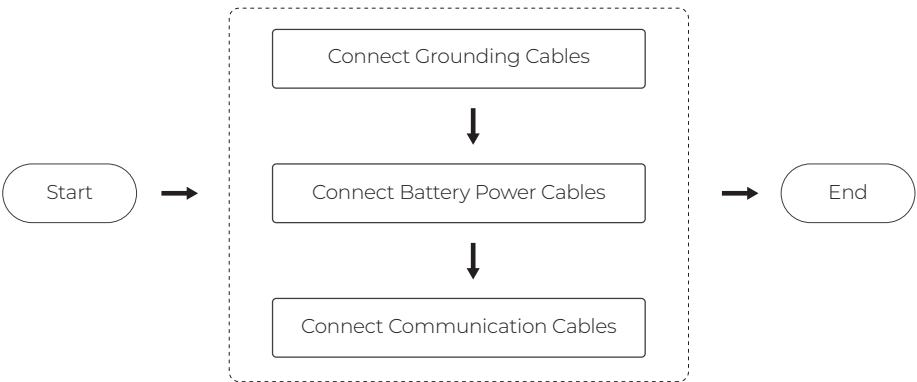 Start
Connect Grounding Cables
Connect Battery Power Cables
Connect Communication Cables
End